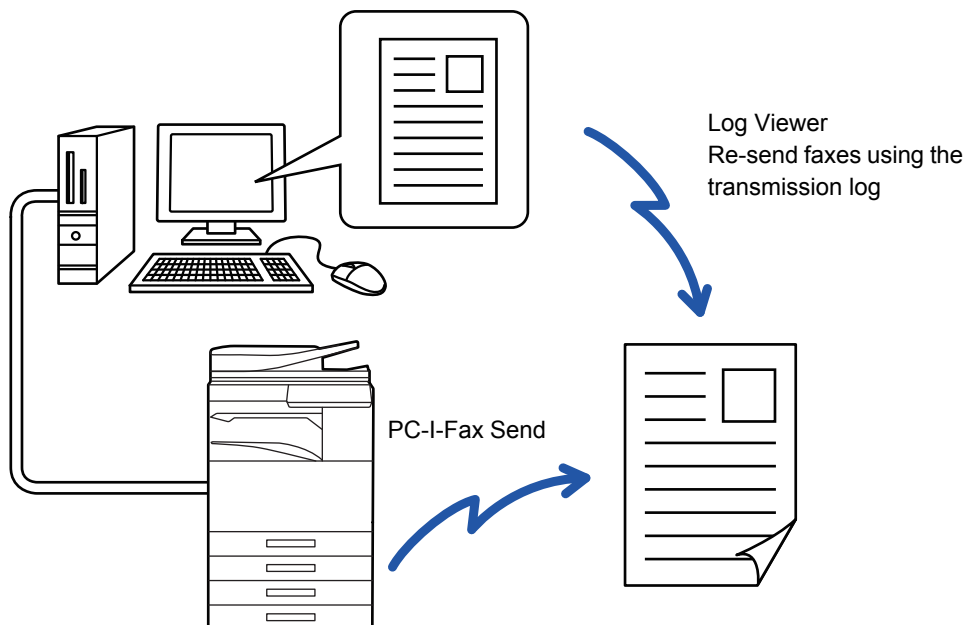 Log Viewer
Re-send faxes using the
transmission log
PC-I-Fax Send